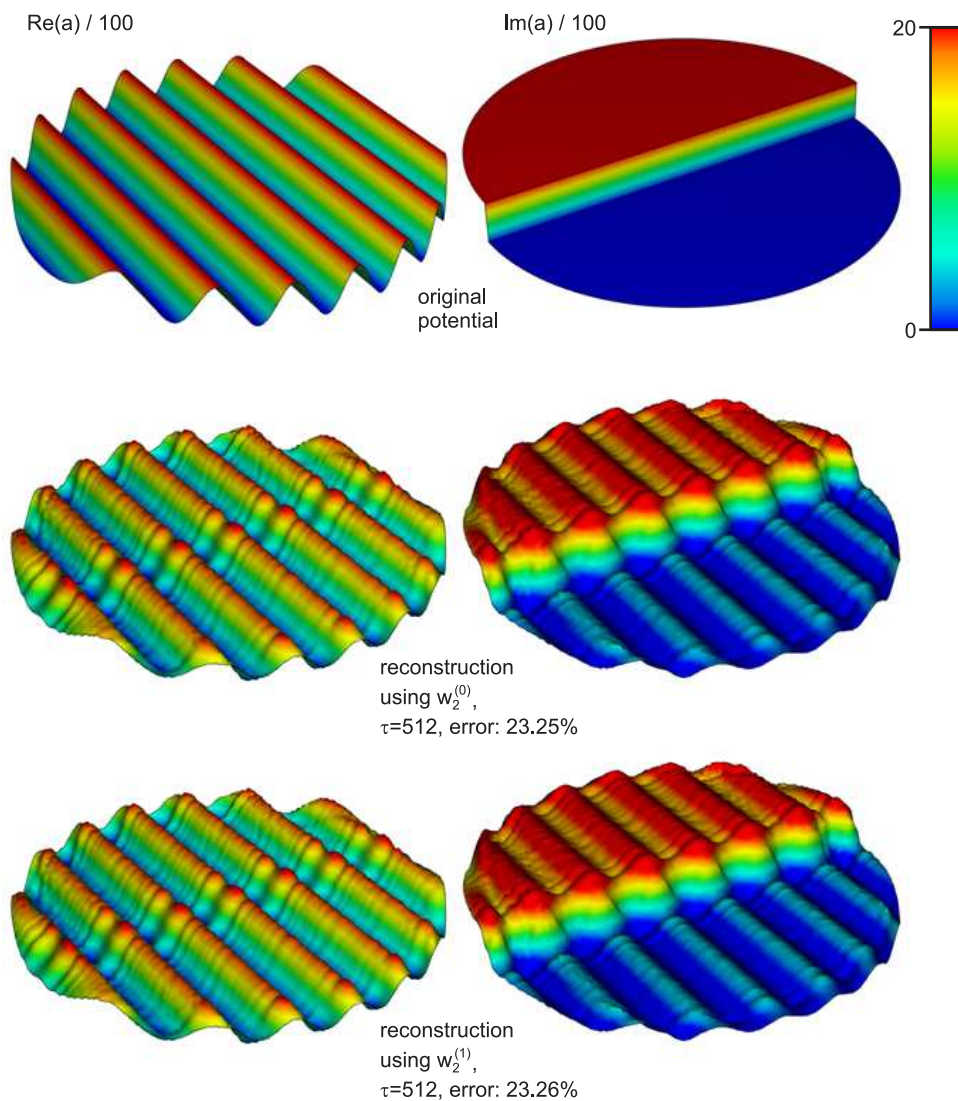 Re(a) / 100
Im(a) / 100
20
0
original
potential
reconstruction
using w₂⁽⁰⁾,
τ=512, error: 23.25%
reconstruction
using w₂⁽¹⁾,
τ=512, error: 23.26%